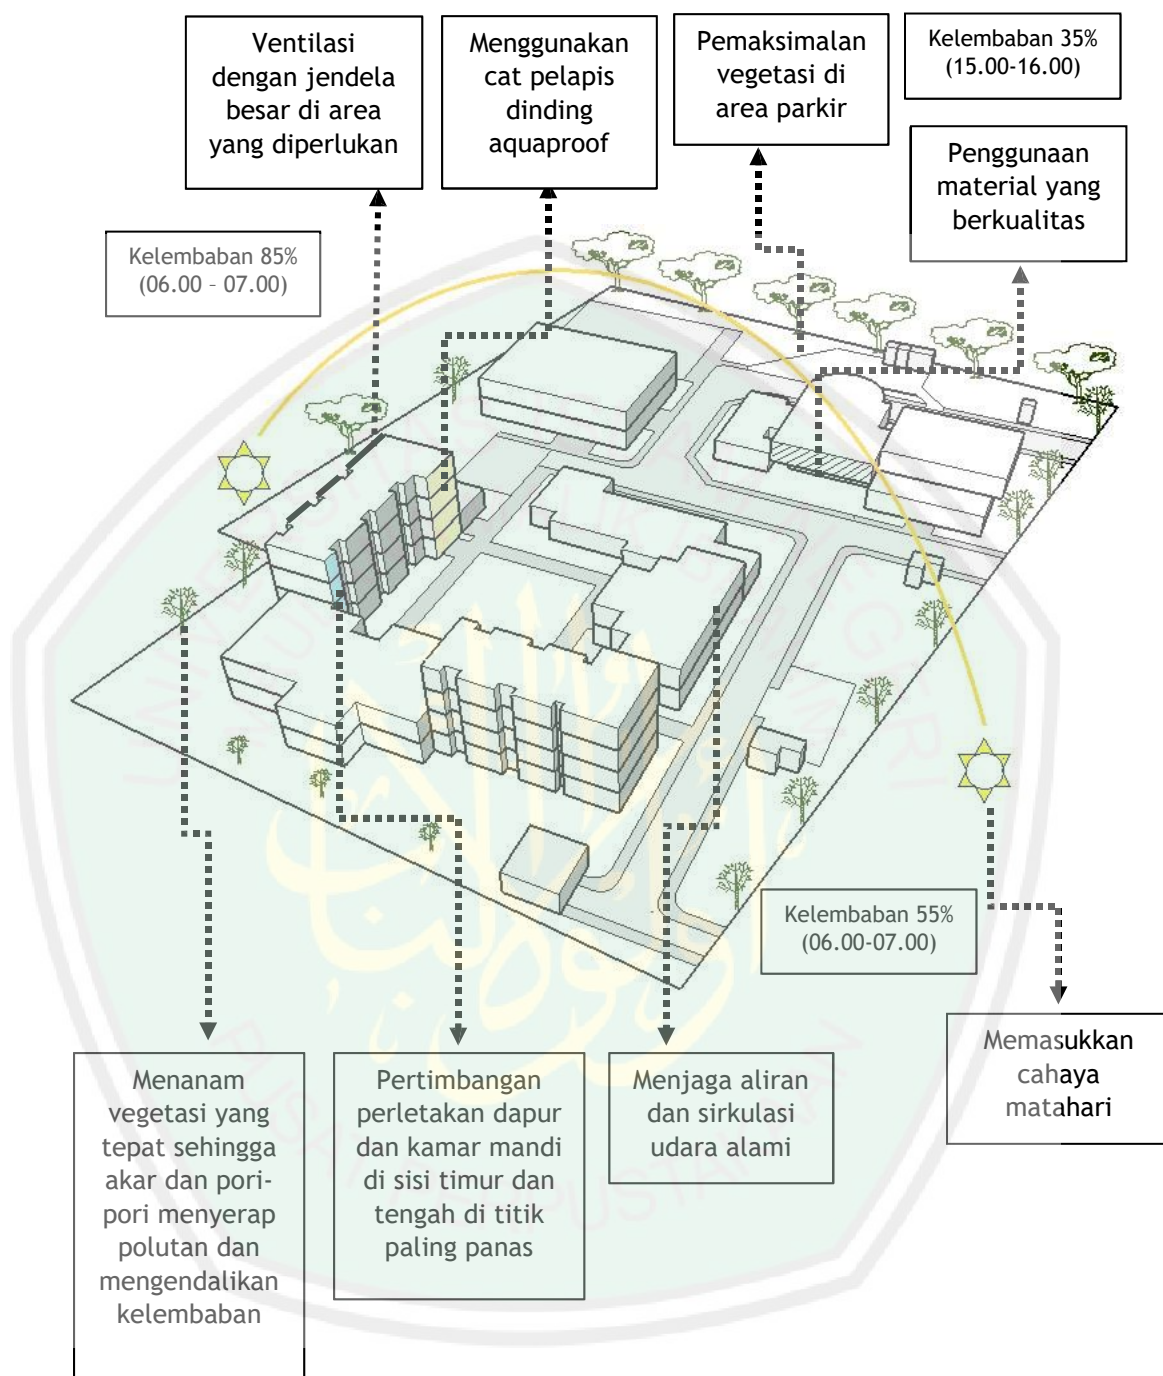 Ventilasi
dengan jendela
besar di area
yang diperlukan
Menggunakan
cat pelapis
dinding
aquaproof
Pemaksimalan
vegetasi di
area parkir
Kelembaban 35%
(15.00-16.00)
Penggunaan
material yang
berkualitas
Kelembaban 85%
(06.00 – 07.00)
Kelembaban 55%
(06.00-07.00)
Menanam
vegetasi yang
tepat sehingga
akar dan pori-
pori menyerap
polutan dan
mengendalikan
kelembaban
Pertimbangan
perletakan dapur
dan kamar mandi
di sisi timur dan
tengah di titik
paling panas
Menjaga aliran
dan sirkulasi
udara alami
Memasukkan
cahaya
matahari